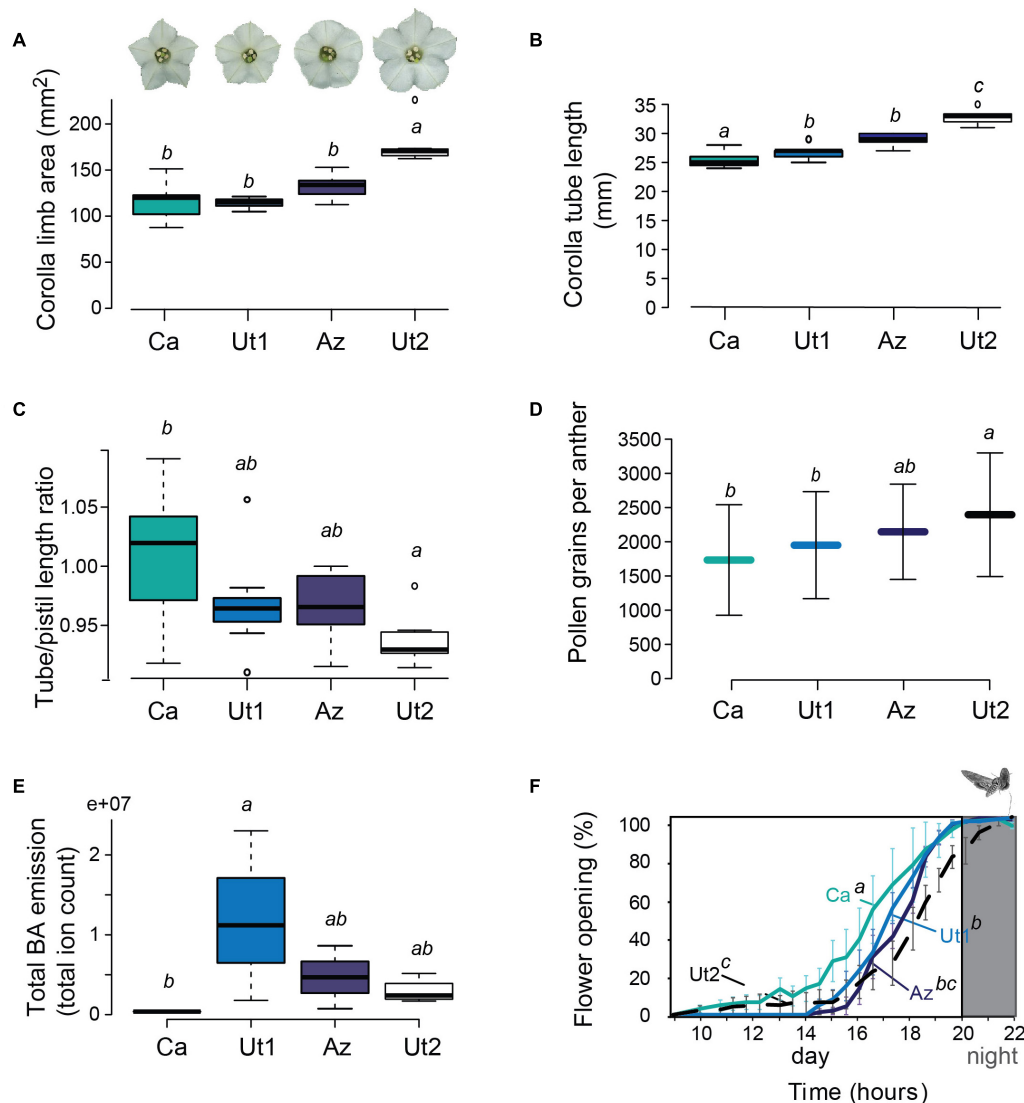 A
Corolla limb area (mm2)
200
150
100
50
0
b
b
b
a
Ca Ut1 Az Ut2
B
Corolla tube length
(mm)
35
30
25
20
15
10
5
0
a
b
b
c
Ca Ut1 Az Ut2
C
Tube/pistil length ratio
1.05
1.00
0.95
b
ab
ab
a
Ca Ut1 Az Ut2
D
Pollen grains per anther
3500
3000
2500
2000
1500
1000
500
0
b
b
ab
a
Ca Ut1 Az Ut2
E
Total BA emission
(total ion count)
e+07
2
1
0
b
a
ab
ab
Ca Ut1 Az Ut2
F
Flower opening (%)
100
80
60
40
20
0
Ca a
Ut1 b
Ut2 c
Az bc
10 12 14 16 18 20 22
day night
Time (hours)